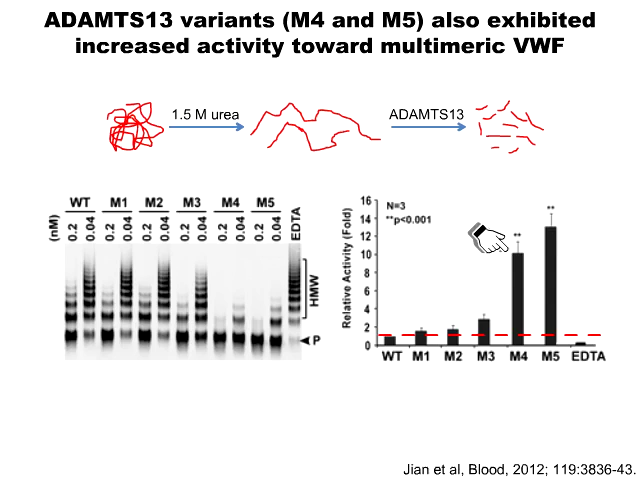 ADAMTS13 variants (M4 and M5) also exhibited
increased activity toward multimeric VWF
1.5 M urea
ADAMTS13
WT M1 M2 M3 M4 M5
(nM) 0.2 0.04 0.2 0.04 0.2 0.04 0.2 0.04 0.2 0.04 0.2 0.04 EDTA
HMW
P
Relative Activity (Fold)
16
14
12
10
8
6
4
2
0
N=3
**p<0.001
**
**
WT M1 M2 M3 M4 M5 EDTA
Jian et al, Blood, 2012; 119:3836-43.